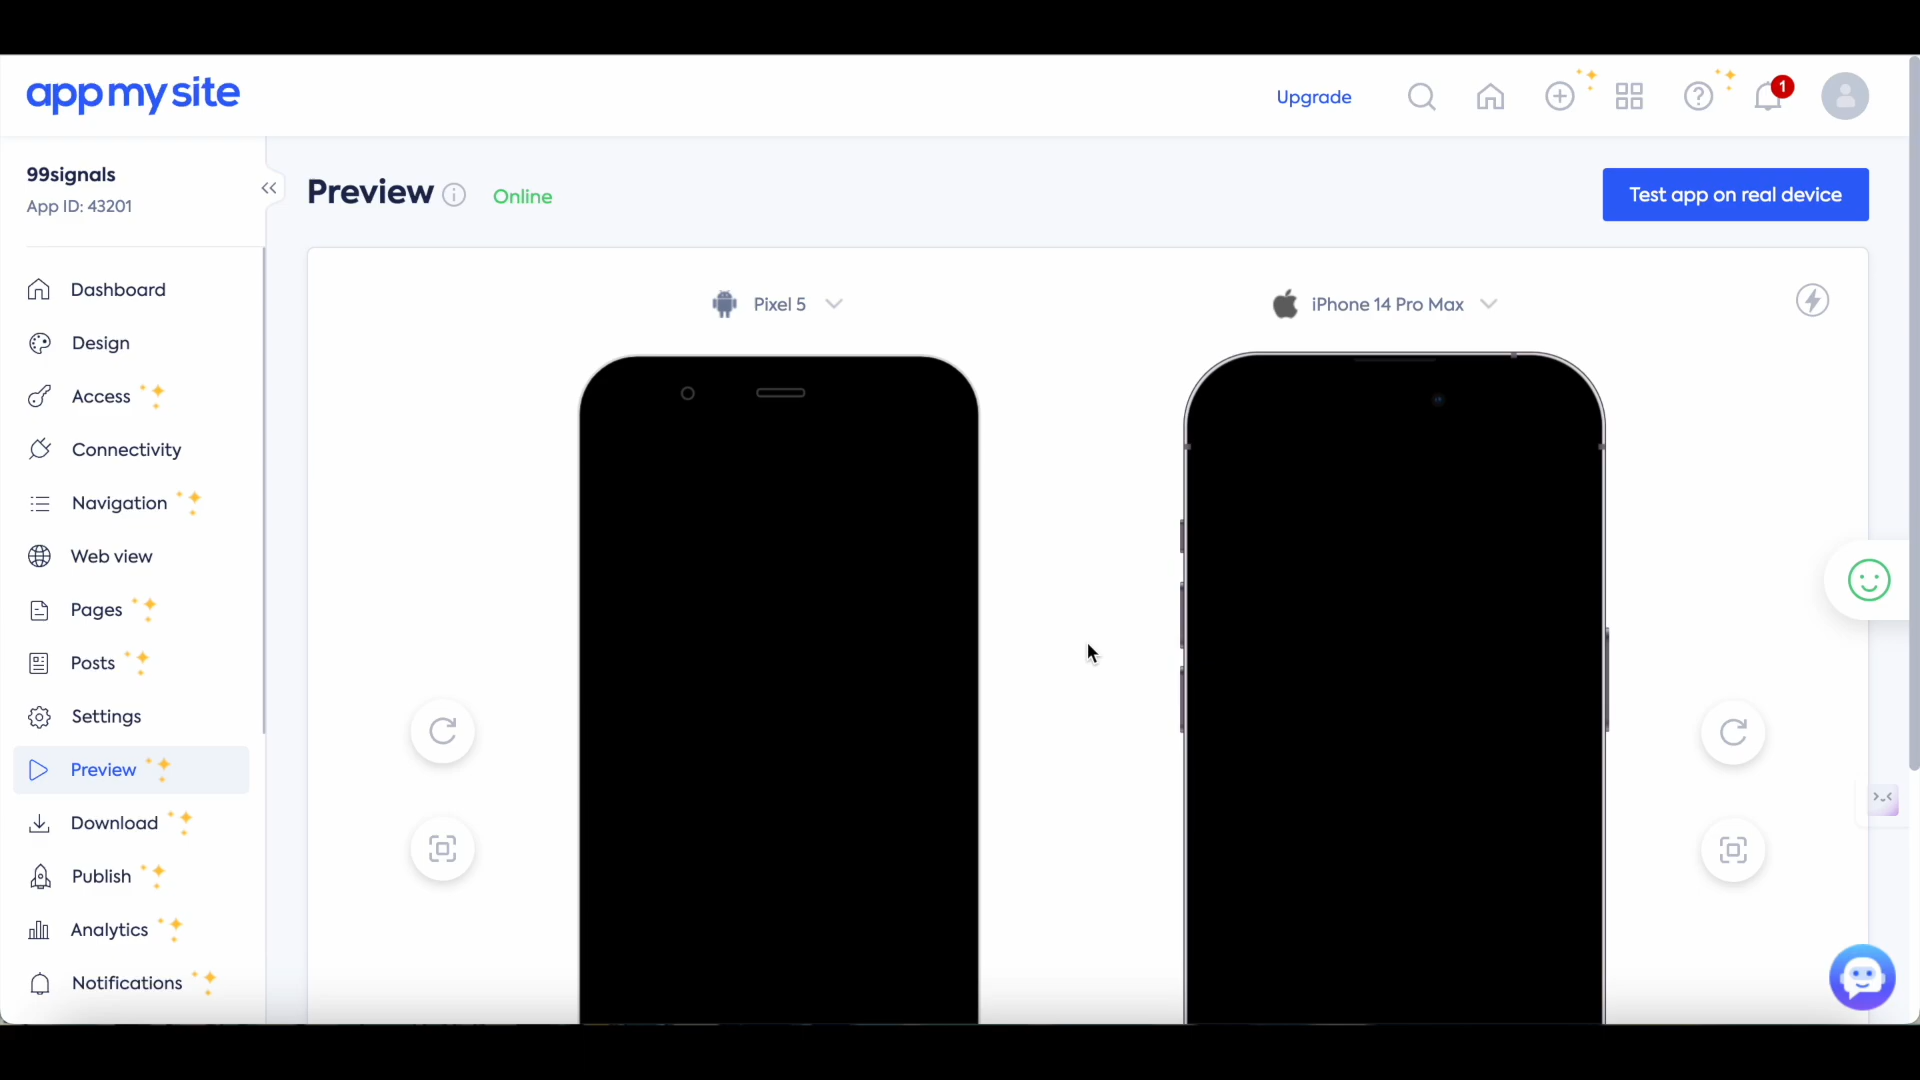 appmysite
Upgrade
1
99signals
App ID: 43201
Preview
Online
Test app on real device
Dashboard
Design
Access
Connectivity
Navigation
Web view
Pages
Posts
Settings
Preview
Download
Publish
Analytics
Notifications
Pixel 5
iPhone 14 Pro Max